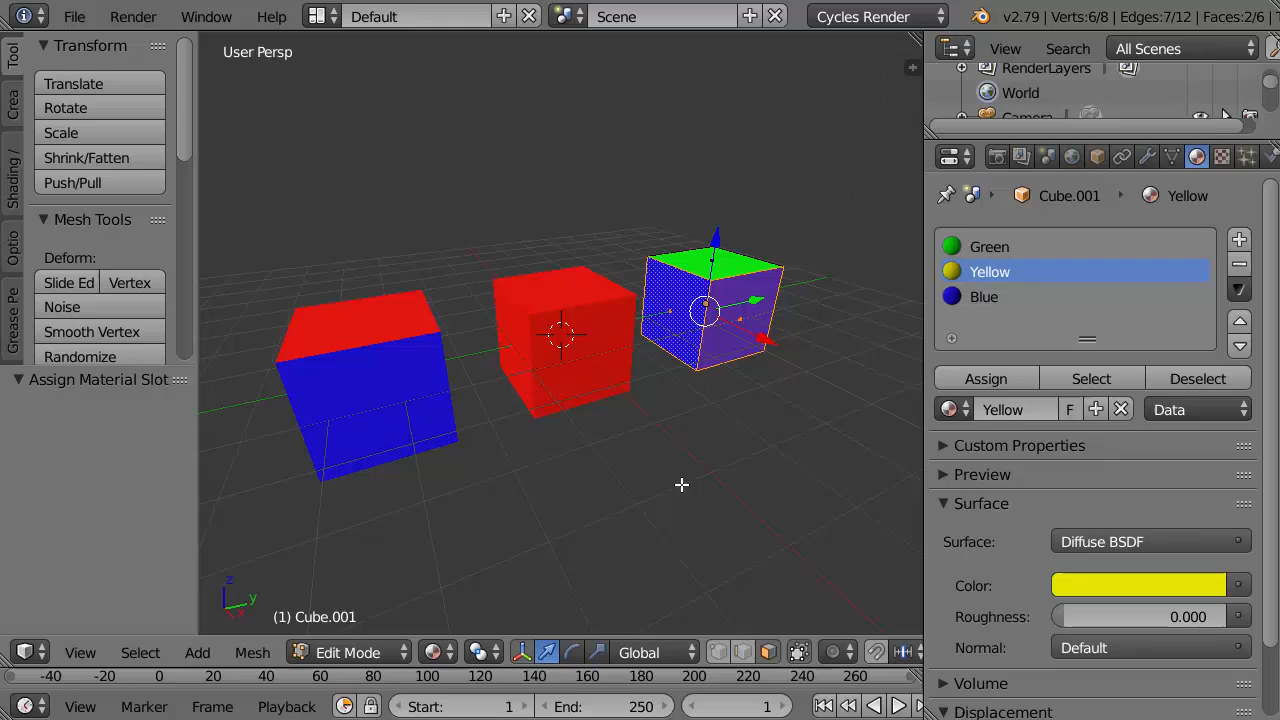 File Render Window Help Default Scene Cycles Render v2.79 | Verts:6/8 | Edges:7/12 | Faces:2/6 |
Transform
Translate
Rotate
Scale
Shrink/Fatten
Push/Pull
Mesh Tools
Deform:
Slide Ed Vertex
Noise
Smooth Vertex
Randomize
Assign Material Slot
Tool
Crea
Shading /
Optio
Grease Pe
User Persp
z
y
x
(1) Cube.001
View Select Add Mesh Edit Mode Global
-40 -20 0 20 40 60 80 100 120 140 160 180 200 220 240 260
View Marker Frame Playback Start: 1 End: 250 1
View Search All Scenes
RenderLayers |
World
Camera
Cube.001 Yellow
Green
Yellow
Blue
Assign Select Deselect
Yellow F Data
Custom Properties
Preview
Surface
Surface: Diffuse BSDF
Color:
Roughness: 0.000
Normal: Default
Volume
Displacement